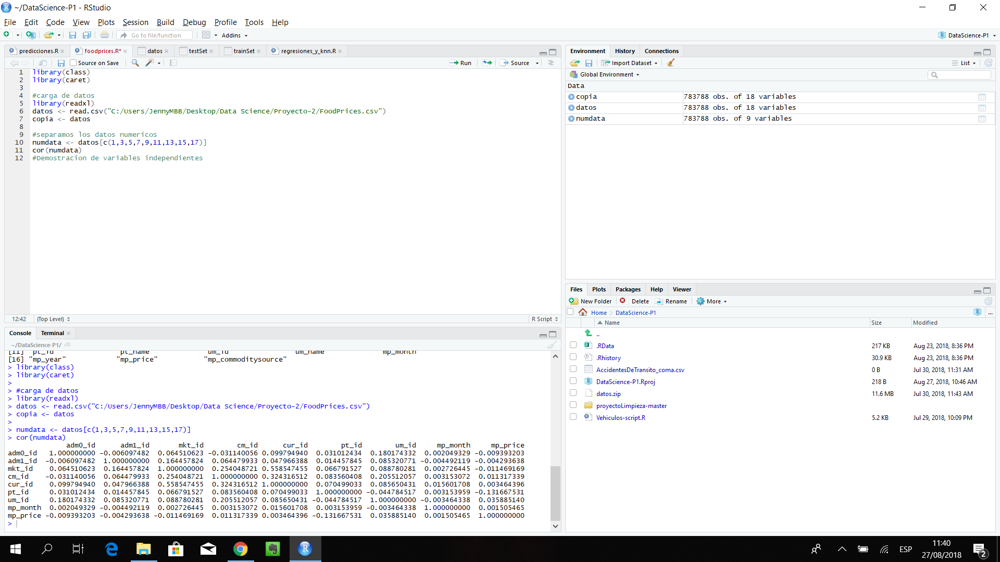 ~/DataScience-P1 - RStudio
File Edit Code View Plots Session Build Debug Profile Tools Help
Go to file/function Addins DataScience-P1
predicciones.R foodprices.R* datos testSet trainSet regresiones_y_knn.R
Source on Save Run Source
1 library(class)
2 library(caret)
3
4 #carga de datos
5 library(readxl)
6 datos <- read.csv("C:/Users/JennyMBB/Desktop/Data Science/Proyecto-2/FoodPrices.csv")
7 copia <- datos
8
9 #separamos los datos numericos
10 numdata <- datos[c(1,3,5,7,9,11,13,15,17)]
11 cor(numdata)
12 #Demostracion de variables independientes
12:42 (Top Level) R Script
Console Terminal
~/DataScience-P1/
[11] "pt_id" "pt_name" "um_id" "um_name" "mp_month"
[16] "mp_year" "mp_price" "mp_commoditysource"
> library(class)
> library(caret)
>
> #carga de datos
> library(readxl)
> datos <- read.csv("C:/Users/JennyMBB/Desktop/Data Science/Proyecto-2/FoodPrices.csv")
> copia <- datos
>
> numdata <- datos[c(1,3,5,7,9,11,13,15,17)]
> cor(numdata)
adm0_id adm1_id mkt_id cm_id cur_id pt_id um_id mp_month mp_price
adm0_id 1.000000000 -0.006097482 0.064510623 -0.031140056 0.099794940 0.031012434 0.180174332 0.002049329 -0.009393203
adm1_id -0.006097482 1.000000000 0.164457824 0.064479933 0.047966388 0.014457845 0.085320771 -0.004492119 -0.004293638
mkt_id 0.064510623 0.164457824 1.000000000 0.254048721 0.558547455 0.066791527 0.088780281 0.002726445 -0.011469169
cm_id -0.031140056 0.064479933 0.254048721 1.000000000 0.324316512 0.083560408 0.205512057 0.003153072 0.011317339
cur_id 0.099794940 0.047966388 0.558547455 0.324316512 1.000000000 0.070499033 0.085650431 0.015601708 0.003464396
pt_id 0.031012434 0.014457845 0.066791527 0.083560408 0.070499033 1.000000000 -0.044784517 0.003153959 -0.131667531
um_id 0.180174332 0.085320771 0.088780281 0.205512057 0.085650431 -0.044784517 1.000000000 -0.003464338 0.035885140
mp_month 0.002049329 -0.004492119 0.002726445 0.003153072 0.015601708 0.003153959 -0.003464338 1.000000000 0.001505465
mp_price -0.009393203 -0.004293638 -0.011469169 0.011317339 0.003464396 -0.131667531 0.035885140 0.001505465 1.000000000
>
Environment History Connections
Import Dataset List
Global Environment
Data
copia 783788 obs. of 18 variables
datos 783788 obs. of 18 variables
numdata 783788 obs. of 9 variables
Files Plots Packages Help Viewer
New Folder Delete Rename More
Home > DataScience-P1 ...
Name Size Modified
..
.RData 217 KB Aug 23, 2018, 8:36 PM
.Rhistory 30.9 KB Aug 23, 2018, 8:36 PM
AccidentesDeTransito_coma.csv 0 B Jul 30, 2018, 11:31 AM
DataScience-P1.Rproj 218 B Aug 27, 2018, 10:46 AM
datos.zip 11.6 MB Jul 30, 2018, 11:43 AM
proyectoLimpieza-master
Vehiculos-script.R 5.2 KB Jul 29, 2018, 10:09 PM
ESP 11:40
27/08/2018 2